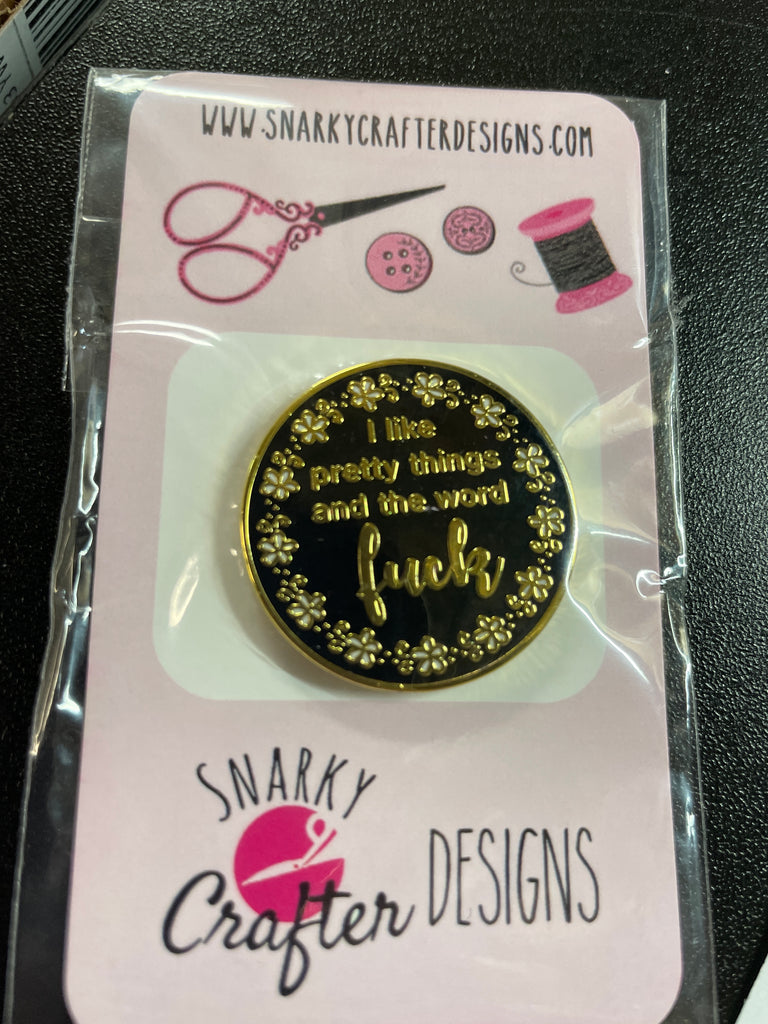 WWW.SNARKYCRAFTERDESIGNS.COM
I like
pretty things
and the word
fuck
SNARKY
Crafter DESIGNS